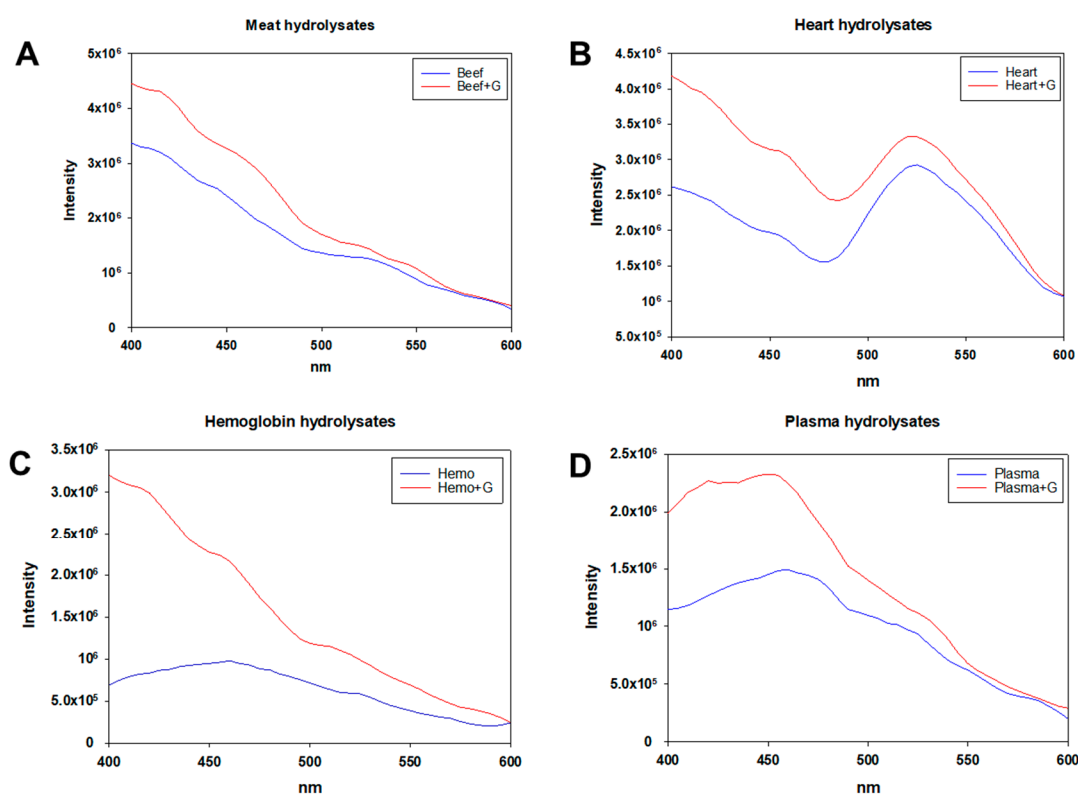 Meat hydrolysates
A
5x10⁶
4x10⁶
3x10⁶
2x10⁶
10⁶
0
Intensity
Beef
Beef+G
400
450
500
550
600
nm
Heart hydrolysates
B
4.5x10⁶
4.0x10⁶
3.5x10⁶
3.0x10⁶
2.5x10⁶
2.0x10⁶
1.5x10⁶
10⁶
5.0x10⁵
Intensity
Heart
Heart+G
400
450
500
550
600
nm
Hemoglobin hydrolysates
C
3.5x10⁶
3.0x10⁶
2.5x10⁶
2.0x10⁶
1.5x10⁶
10⁶
5.0x10⁵
0
Intensity
Hemo
Hemo+G
400
450
500
550
600
nm
Plasma hydrolysates
D
2.5x10⁶
2.0x10⁶
1.5x10⁶
10⁶
5.0x10⁵
0
Intensity
Plasma
Plasma+G
400
450
500
550
600
nm